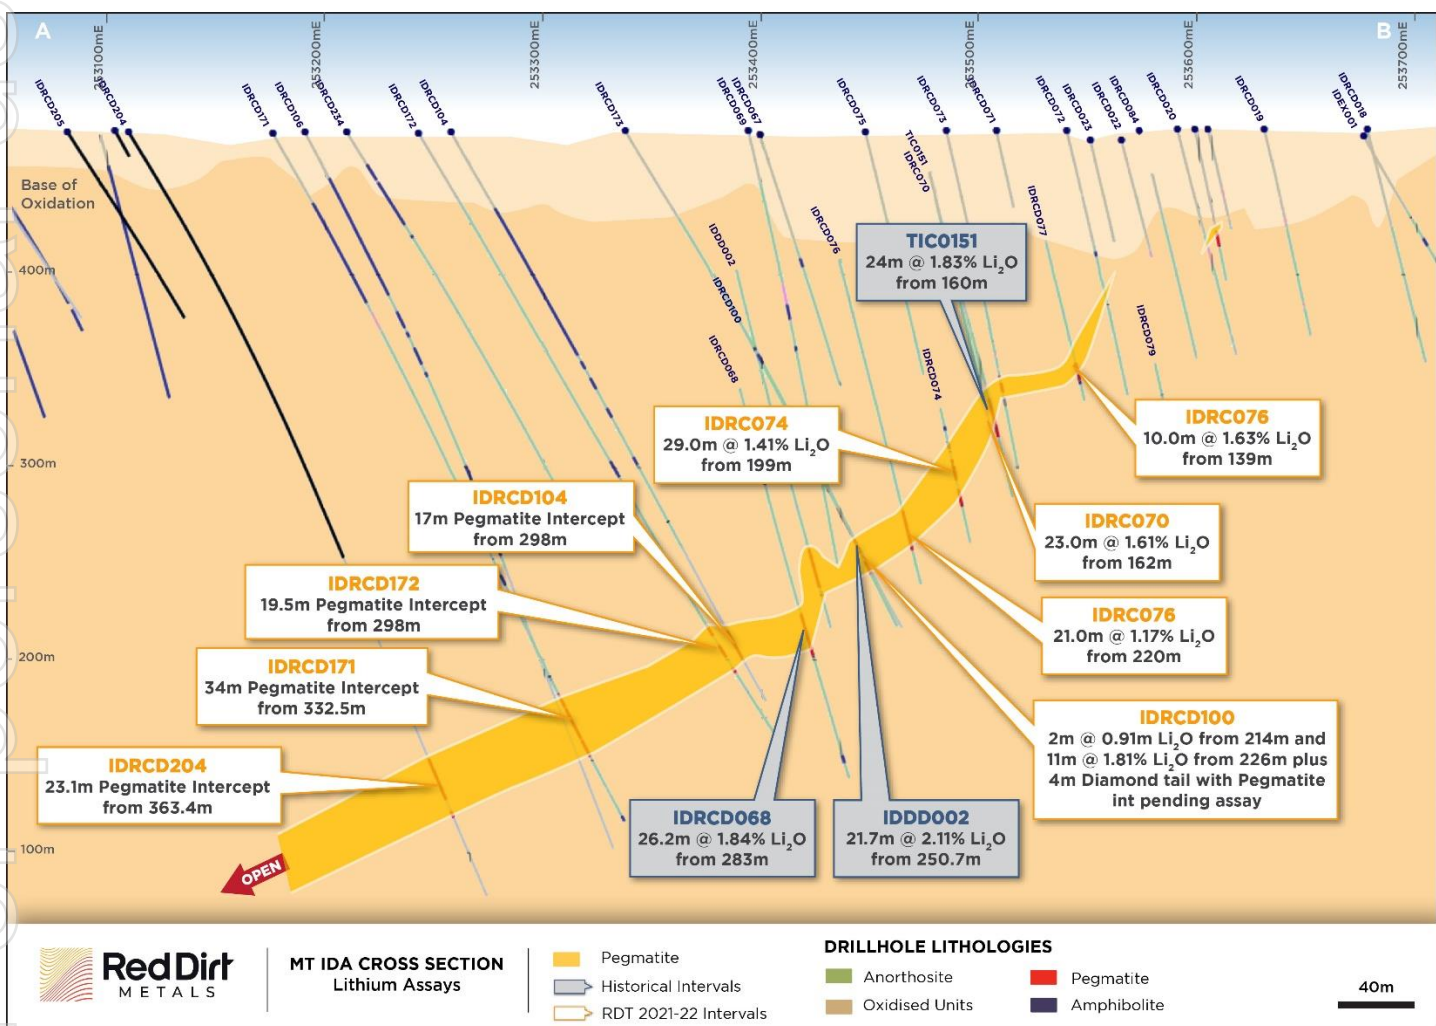 A
B
253100mE
253200mE
253300mE
253400mE
253500mE
253600mE
253700mE
IDRCD205
IDRCD204
IDRCD171
IDRCD106
IDRCD234
IDRCD172
IDRCD104
IDRCD173
IDRCD069
IDRCD067
IDRCD075
IDRCD073
IDRCD071
IDRCD072
IDRCD023
IDRCD022
IDRCD084
IDRCD020
IDRCD019
IDRCD018
IDEX001
TIC0151
IDRC070
IDRCD077
IDRCD076
IDDD002
IDRCD100
IDRCD068
IDRCD074
IDRCD079
Base of
Oxidation
400m
300m
200m
100m
TIC0151
24m @ 1.83% Li2O
from 160m
IDRC074
29.0m @ 1.41% Li2O
from 199m
IDRC076
10.0m @ 1.63% Li2O
from 139m
IDRCD104
17m Pegmatite Intercept
from 298m
IDRC070
23.0m @ 1.61% Li2O
from 162m
IDRCD172
19.5m Pegmatite Intercept
from 298m
IDRC076
21.0m @ 1.17% Li2O
from 220m
IDRCD171
34m Pegmatite Intercept
from 332.5m
IDRCD100
2m @ 0.91m Li2O from 214m and
11m @ 1.81% Li2O from 226m plus
4m Diamond tail with Pegmatite
int pending assay
IDRCD204
23.1m Pegmatite Intercept
from 363.4m
IDRCD068
26.2m @ 1.84% Li2O
from 283m
IDDD002
21.7m @ 2.11% Li2O
from 250.7m
OPEN
Red Dirt
METALS
MT IDA CROSS SECTION
Lithium Assays
Pegmatite
Historical Intervals
RDT 2021-22 Intervals
DRILLHOLE LITHOLOGIES
Anorthosite
Oxidised Units
Pegmatite
Amphibolite
40m